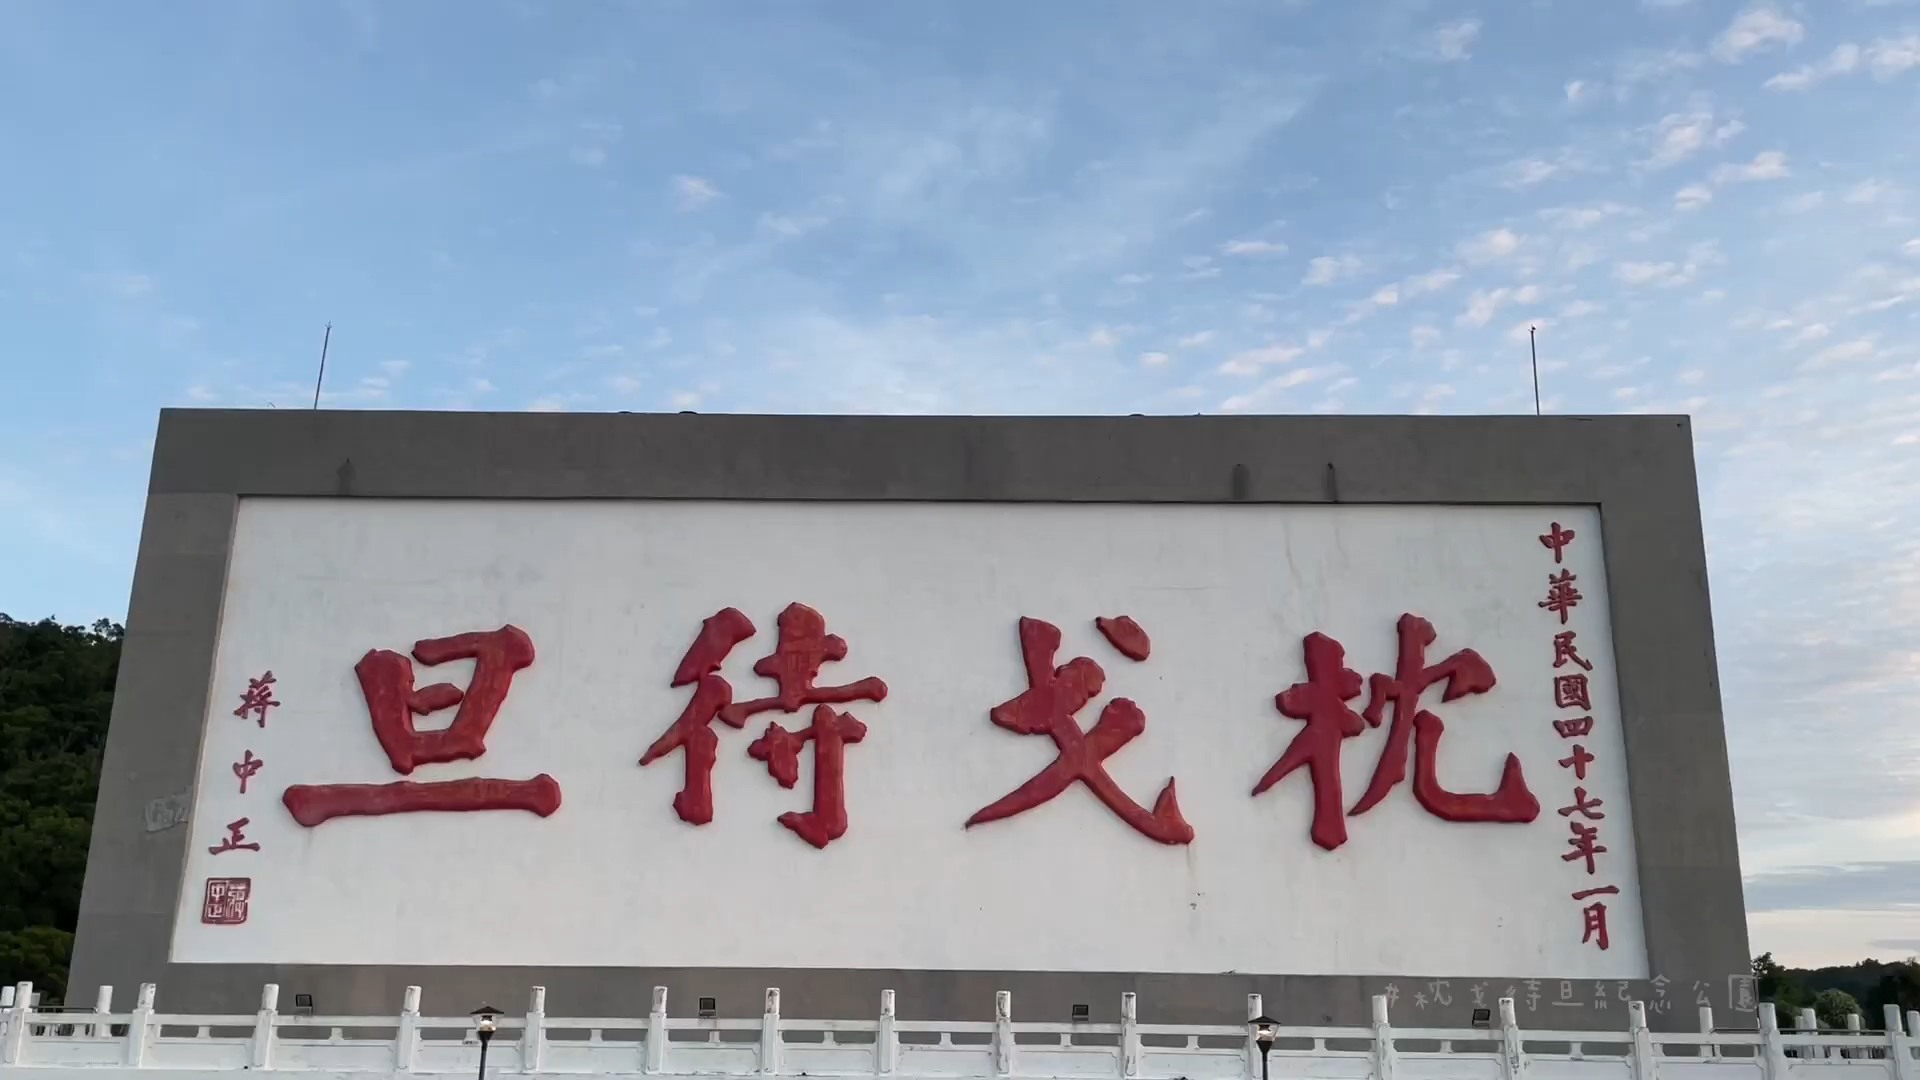 中華民國四十七年一月
枕戈待旦
蔣中正
#枕戈待旦紀念公園